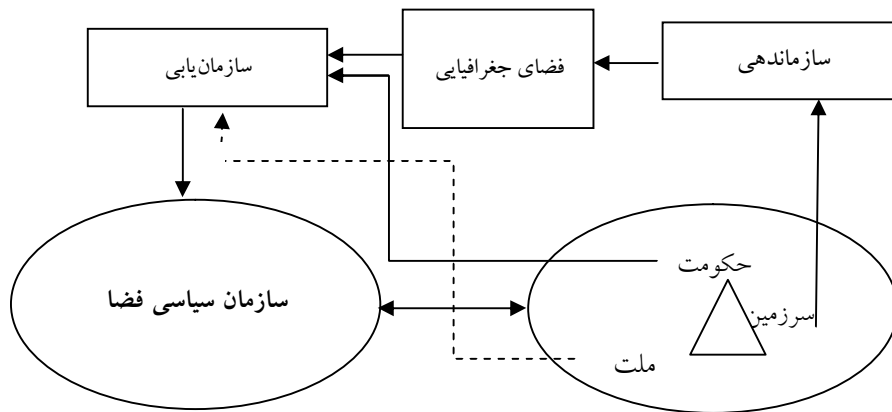 سازماندهی
فضای جغرافیایی
سازمان‌یابی
حکومت
سرزمین
ملت
سازمان سیاسی فضا